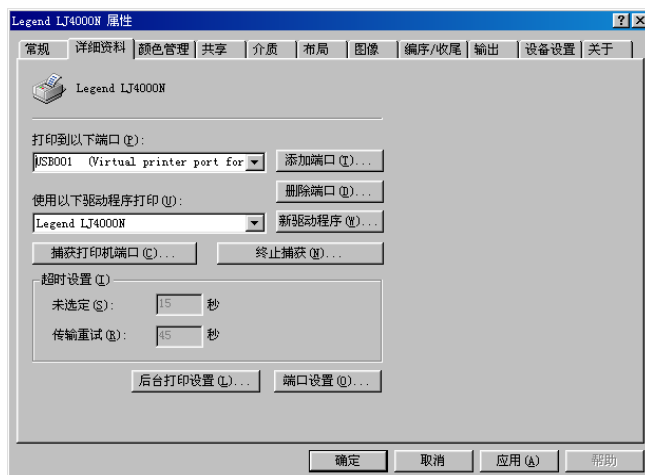 Legend LJ4000N 属性
常规 详细资料 颜色管理 共享 介质 布局 图像 编序/收尾 输出 设备设置 关于
Legend LJ4000N
打印到以下端口(P):
USB001 (Virtual printer port for 添加端口(T)...
删除端口(D)...
使用以下驱动程序打印(U):
Legend LJ4000N 新驱动程序(W)...
捕获打印机端口(C)... 终止捕获(N)...
超时设置(I)
未选定(S): 15 秒
传输重试(R): 45 秒
后台打印设置(L)... 端口设置(O)...
确定 取消 应用(A) 帮助